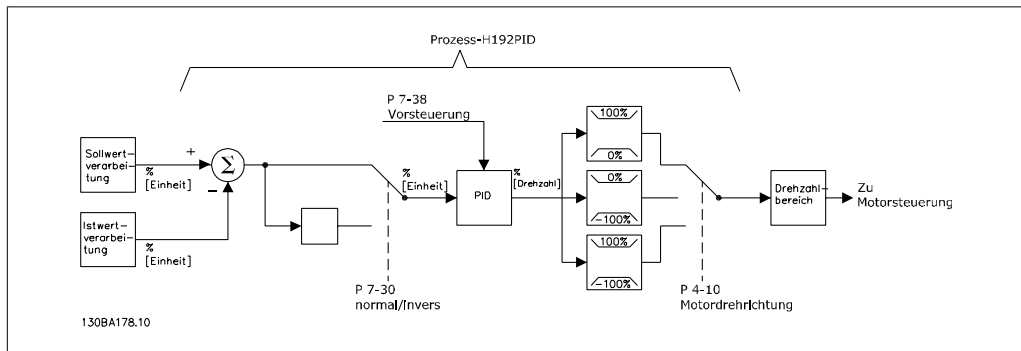 Prozess-H192PID
P 7-38
Vorsteuerung
100%
0%
Sollwert-
verarbei-
tung
+
Σ
%
[Einheit]
−
%
[Einheit]
PID
%
[Drehzahl]
0%
−100%
Drehzahl-
bereich
Zu
Motorsteuerung
Istwert-
verarbei-
tung
%
[Einheit]
100%
−100%
P 7-30
normal/Invers
P 4-10
Motordrehrichtung
130BA178.10